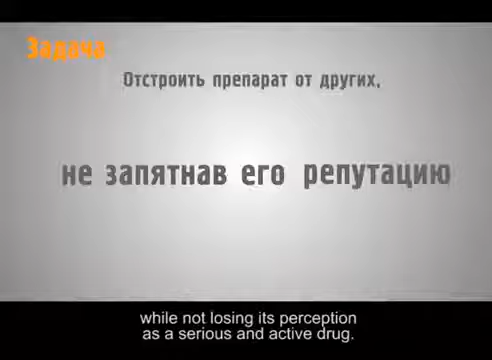 Задача
Отстроить препарат от других,
не запятнав его репутацию
while not losing its perception
as a serious and active drug.